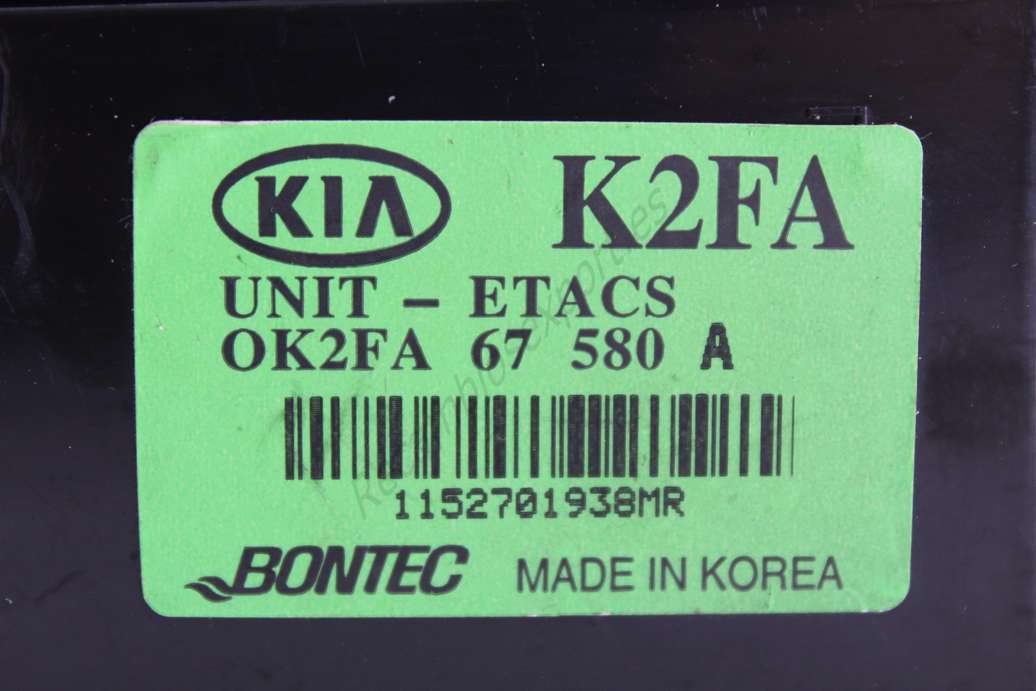 KIA K2FA
UNIT - ETACS
OK2FA 67 580 A
1152701938MR
BONTEC MADE IN KOREA